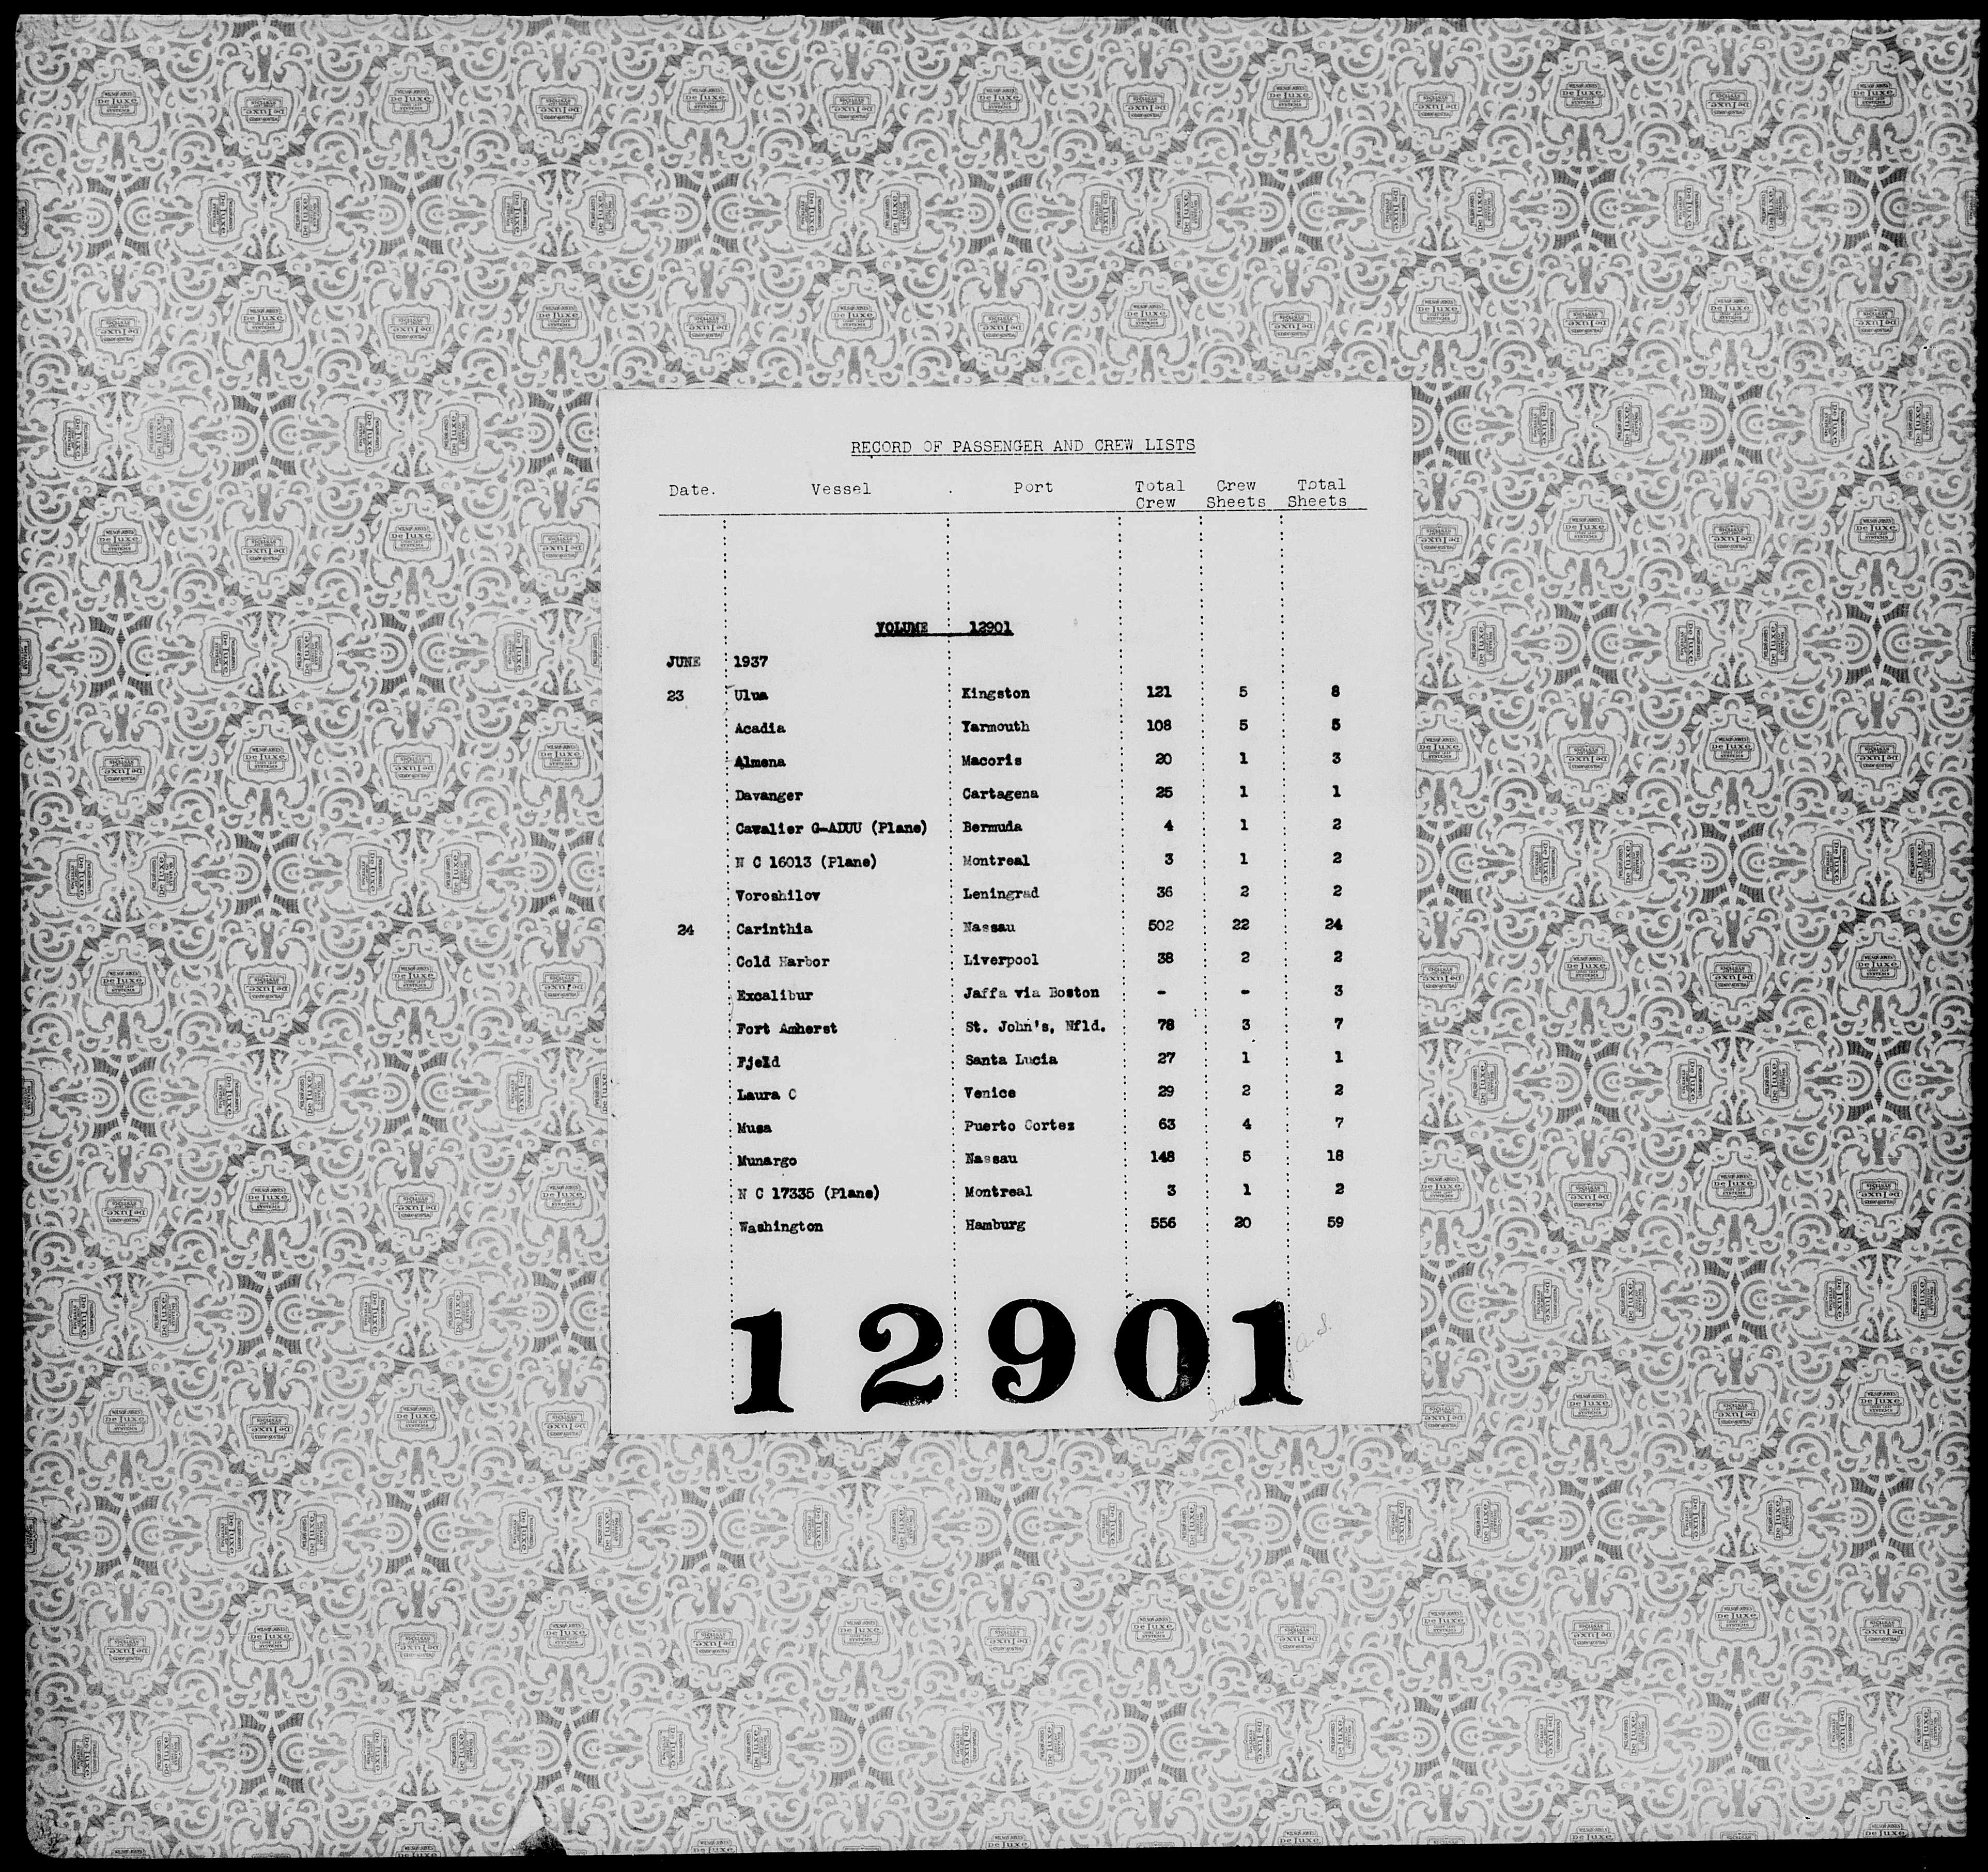 RECORD OF PASSENGER AND CREW LISTS
Date. Vessel Port Total Crew Crew Sheets Total Sheets
VOLUME 12901
JUNE 1937
23 Ulua Kingston 121 5 8
Acadia Yarmouth 108 5 5
Almena Macoris 20 1 3
Davanger Cartagena 25 1 1
Cavalier G-ADUU (Plane) Bermuda 4 1 2
N C 16013 (Plane) Montreal 3 1 2
Voroshilov Leningrad 36 2 2
24 Carinthia Nassau 502 22 24
Cold Harbor Liverpool 38 2 2
Excalibur Jaffa via Boston - - 3
Fort Amherst St. John's, Nfld. 78 3 7
Fjeld Santa Lucia 27 1 1
Laura C Venice 29 2 2
Musa Puerto Cortez 63 4 7
Munargo Nassau 148 5 18
N C 17335 (Plane) Montreal 3 1 2
Washington Hamburg 556 20 59
12901